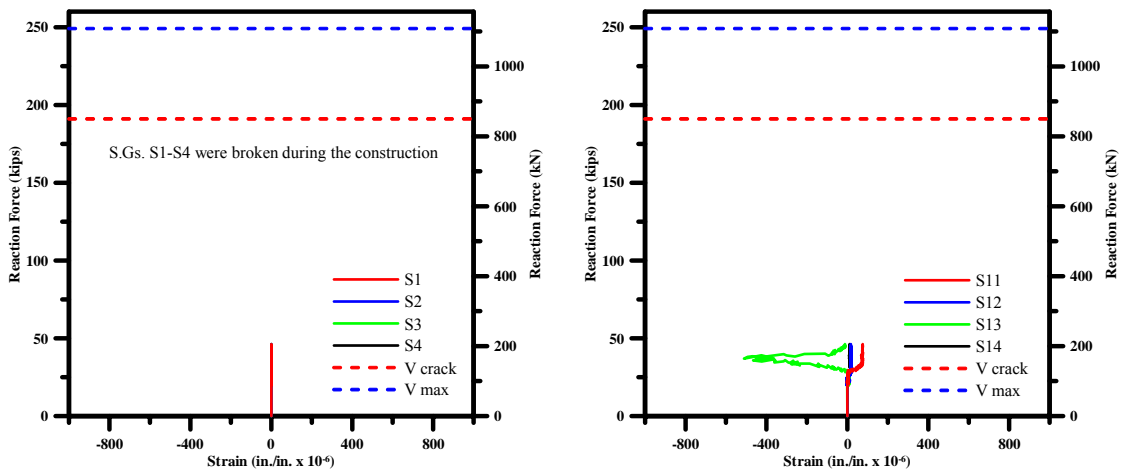 250
200
150
100
50
0
Reaction Force (kips)
1000
800
600
400
200
0
Reaction Force (kN)
S.Gs. S1-S4 were broken during the construction
S1
S2
S3
S4
V crack
V max
-800 -400 0 400 800
Strain (in./in. x 10⁻⁶)
250
200
150
100
50
0
Reaction Force (kips)
1000
800
600
400
200
0
Reaction Force (kN)
S11
S12
S13
S14
V crack
V max
-800 -400 0 400 800
Strain (in./in. x 10⁻⁶)